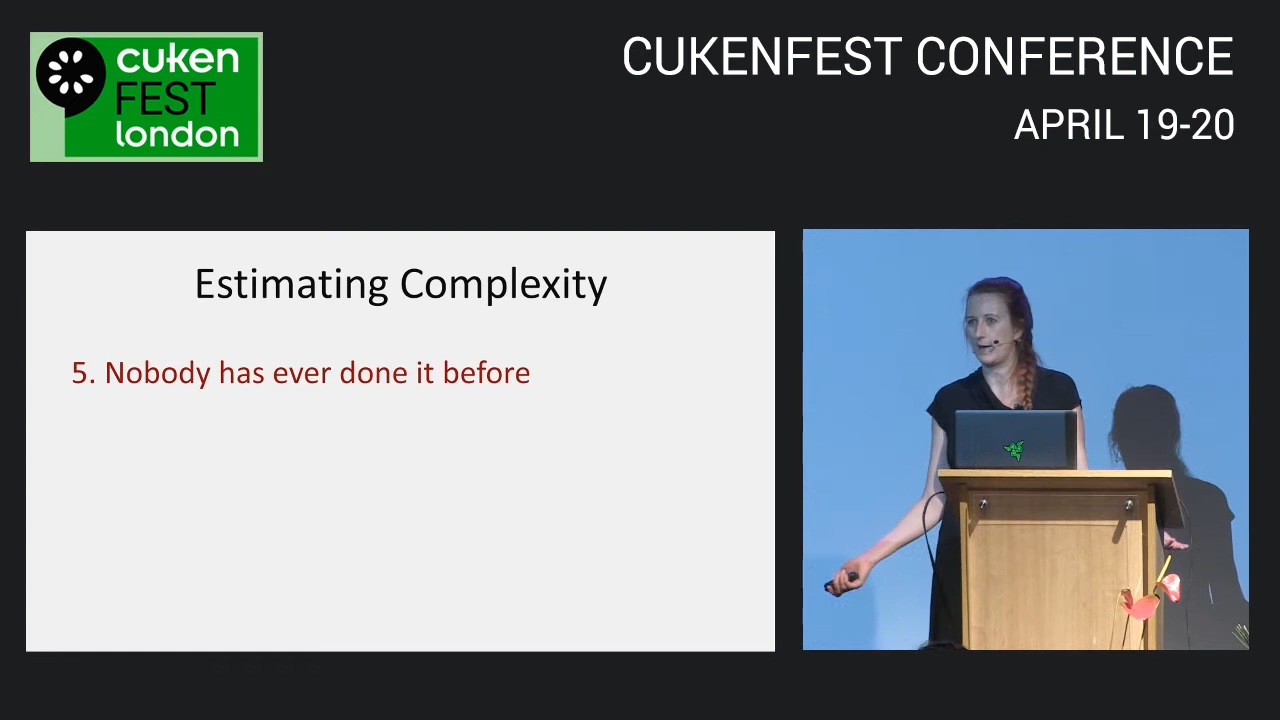 cuken
FEST
london
CUKENFEST CONFERENCE
APRIL 19-20
Estimating Complexity
5. Nobody has ever done it before